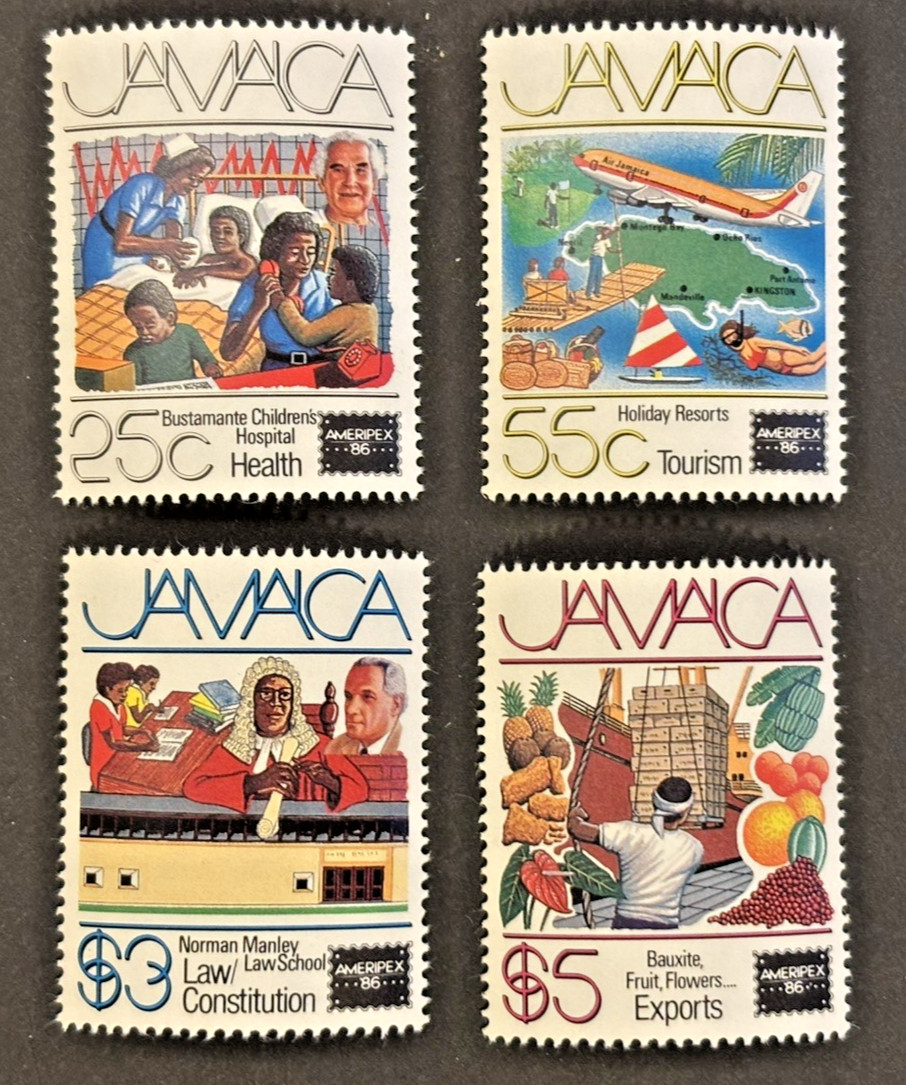 JAMAICA
25c
Bustamante Children's
Hospital
Health
AMERIPEX
'86
JAMAICA
Air Jamaica
Montego Bay
Ocho Rios
Port Antonio
Mandeville
KINGSTON
55c
Holiday Resorts
Tourism
AMERIPEX
'86
JAMAICA
$3
Norman Manley
Law School
Law/
Constitution
AMERIPEX
'86
JAMAICA
$5
Bauxite,
Fruit, Flowers....
Exports
AMERIPEX
'86